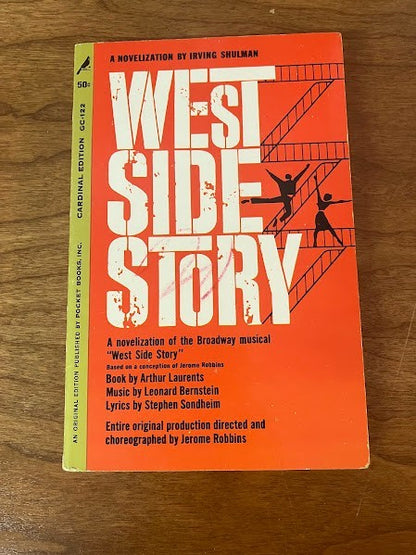 A NOVELIZATION BY IRVING SHULMAN
50¢
WEST
SIDE
STORY
CARDINAL EDITION GC-122
AN ORIGINAL EDITION PUBLISHED BY POCKET BOOKS, INC.
A novelization of the Broadway musical
"West Side Story"
Based on a conception of Jerome Robbins
Book by Arthur Laurents
Music by Leonard Bernstein
Lyrics by Stephen Sondheim
Entire original production directed and
choreographed by Jerome Robbins